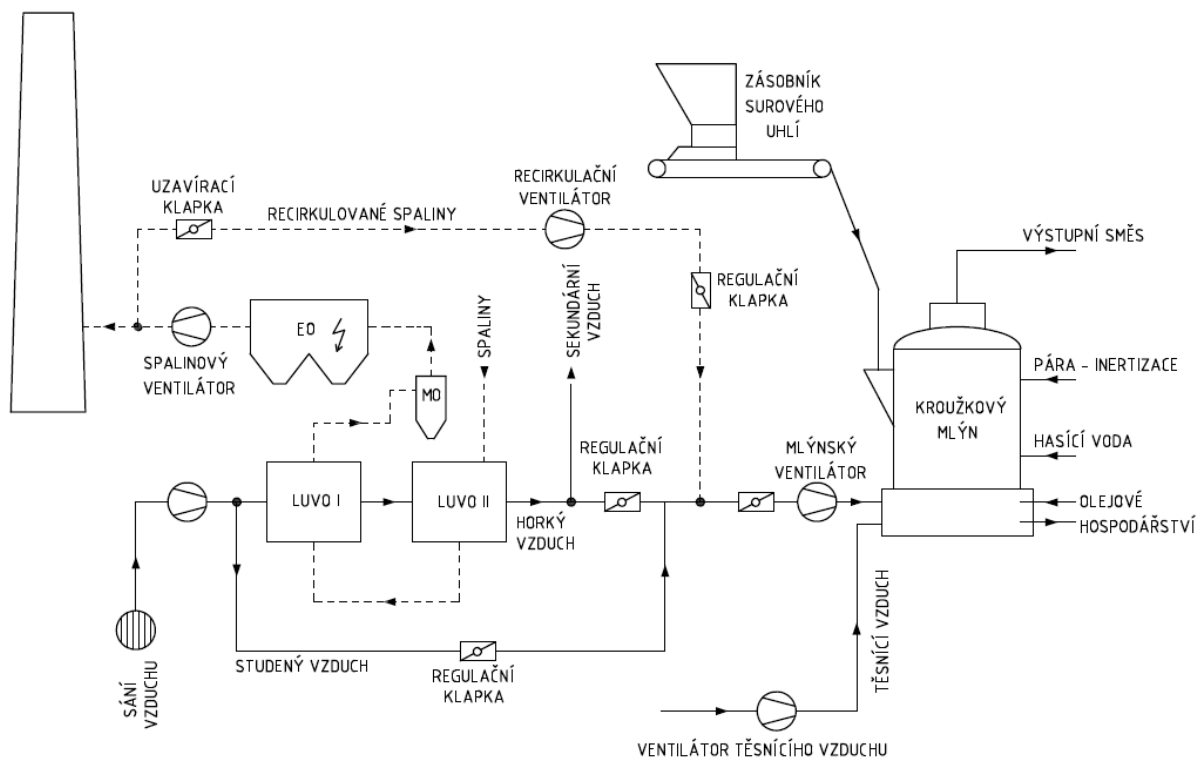 ZÁSOBNÍK
SUROVÉHO
UHLÍ
UZAVÍRACÍ
KLAPKA
RECIRKULOVANÉ SPALINY
RECIRKULAČNÍ
VENTILÁTOR
VÝSTUPNÍ SMĚS
REGULAČNÍ
KLAPKA
SEKUNDÁRNÍ
VZDUCH
SPALINY
EO
SPALINOVÝ
VENTILÁTOR
MO
PÁRA - INERTIZACE
KROUŽKOVÝ
MLÝN
HASÍCÍ VODA
REGULAČNÍ
KLAPKA
MLÝNSKÝ
VENTILÁTOR
LUVO I
LUVO II
HORKÝ
VZDUCH
OLEJOVÉ
HOSPODÁŘSTVÍ
SÁNÍ
VZDUCHU
STUDENÝ VZDUCH
REGULAČNÍ
KLAPKA
TĚSNÍCÍ VZDUCH
VENTILÁTOR TĚSNÍCÍHO VZDUCHU